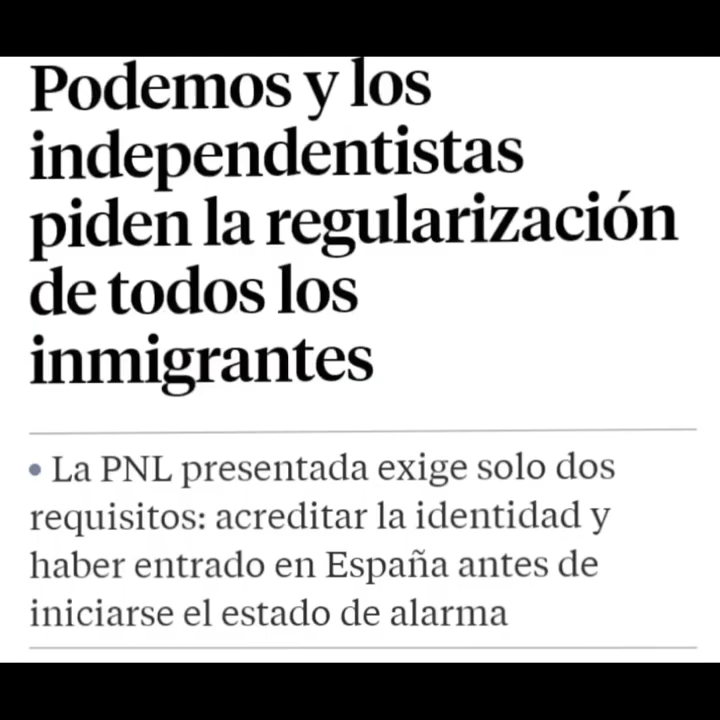 Podemos y los
independentistas
piden la regularización
de todos los
inmigrantes
• La PNL presentada exige solo dos
requisitos: acreditar la identidad y
haber entrado en España antes de
iniciarse el estado de alarma